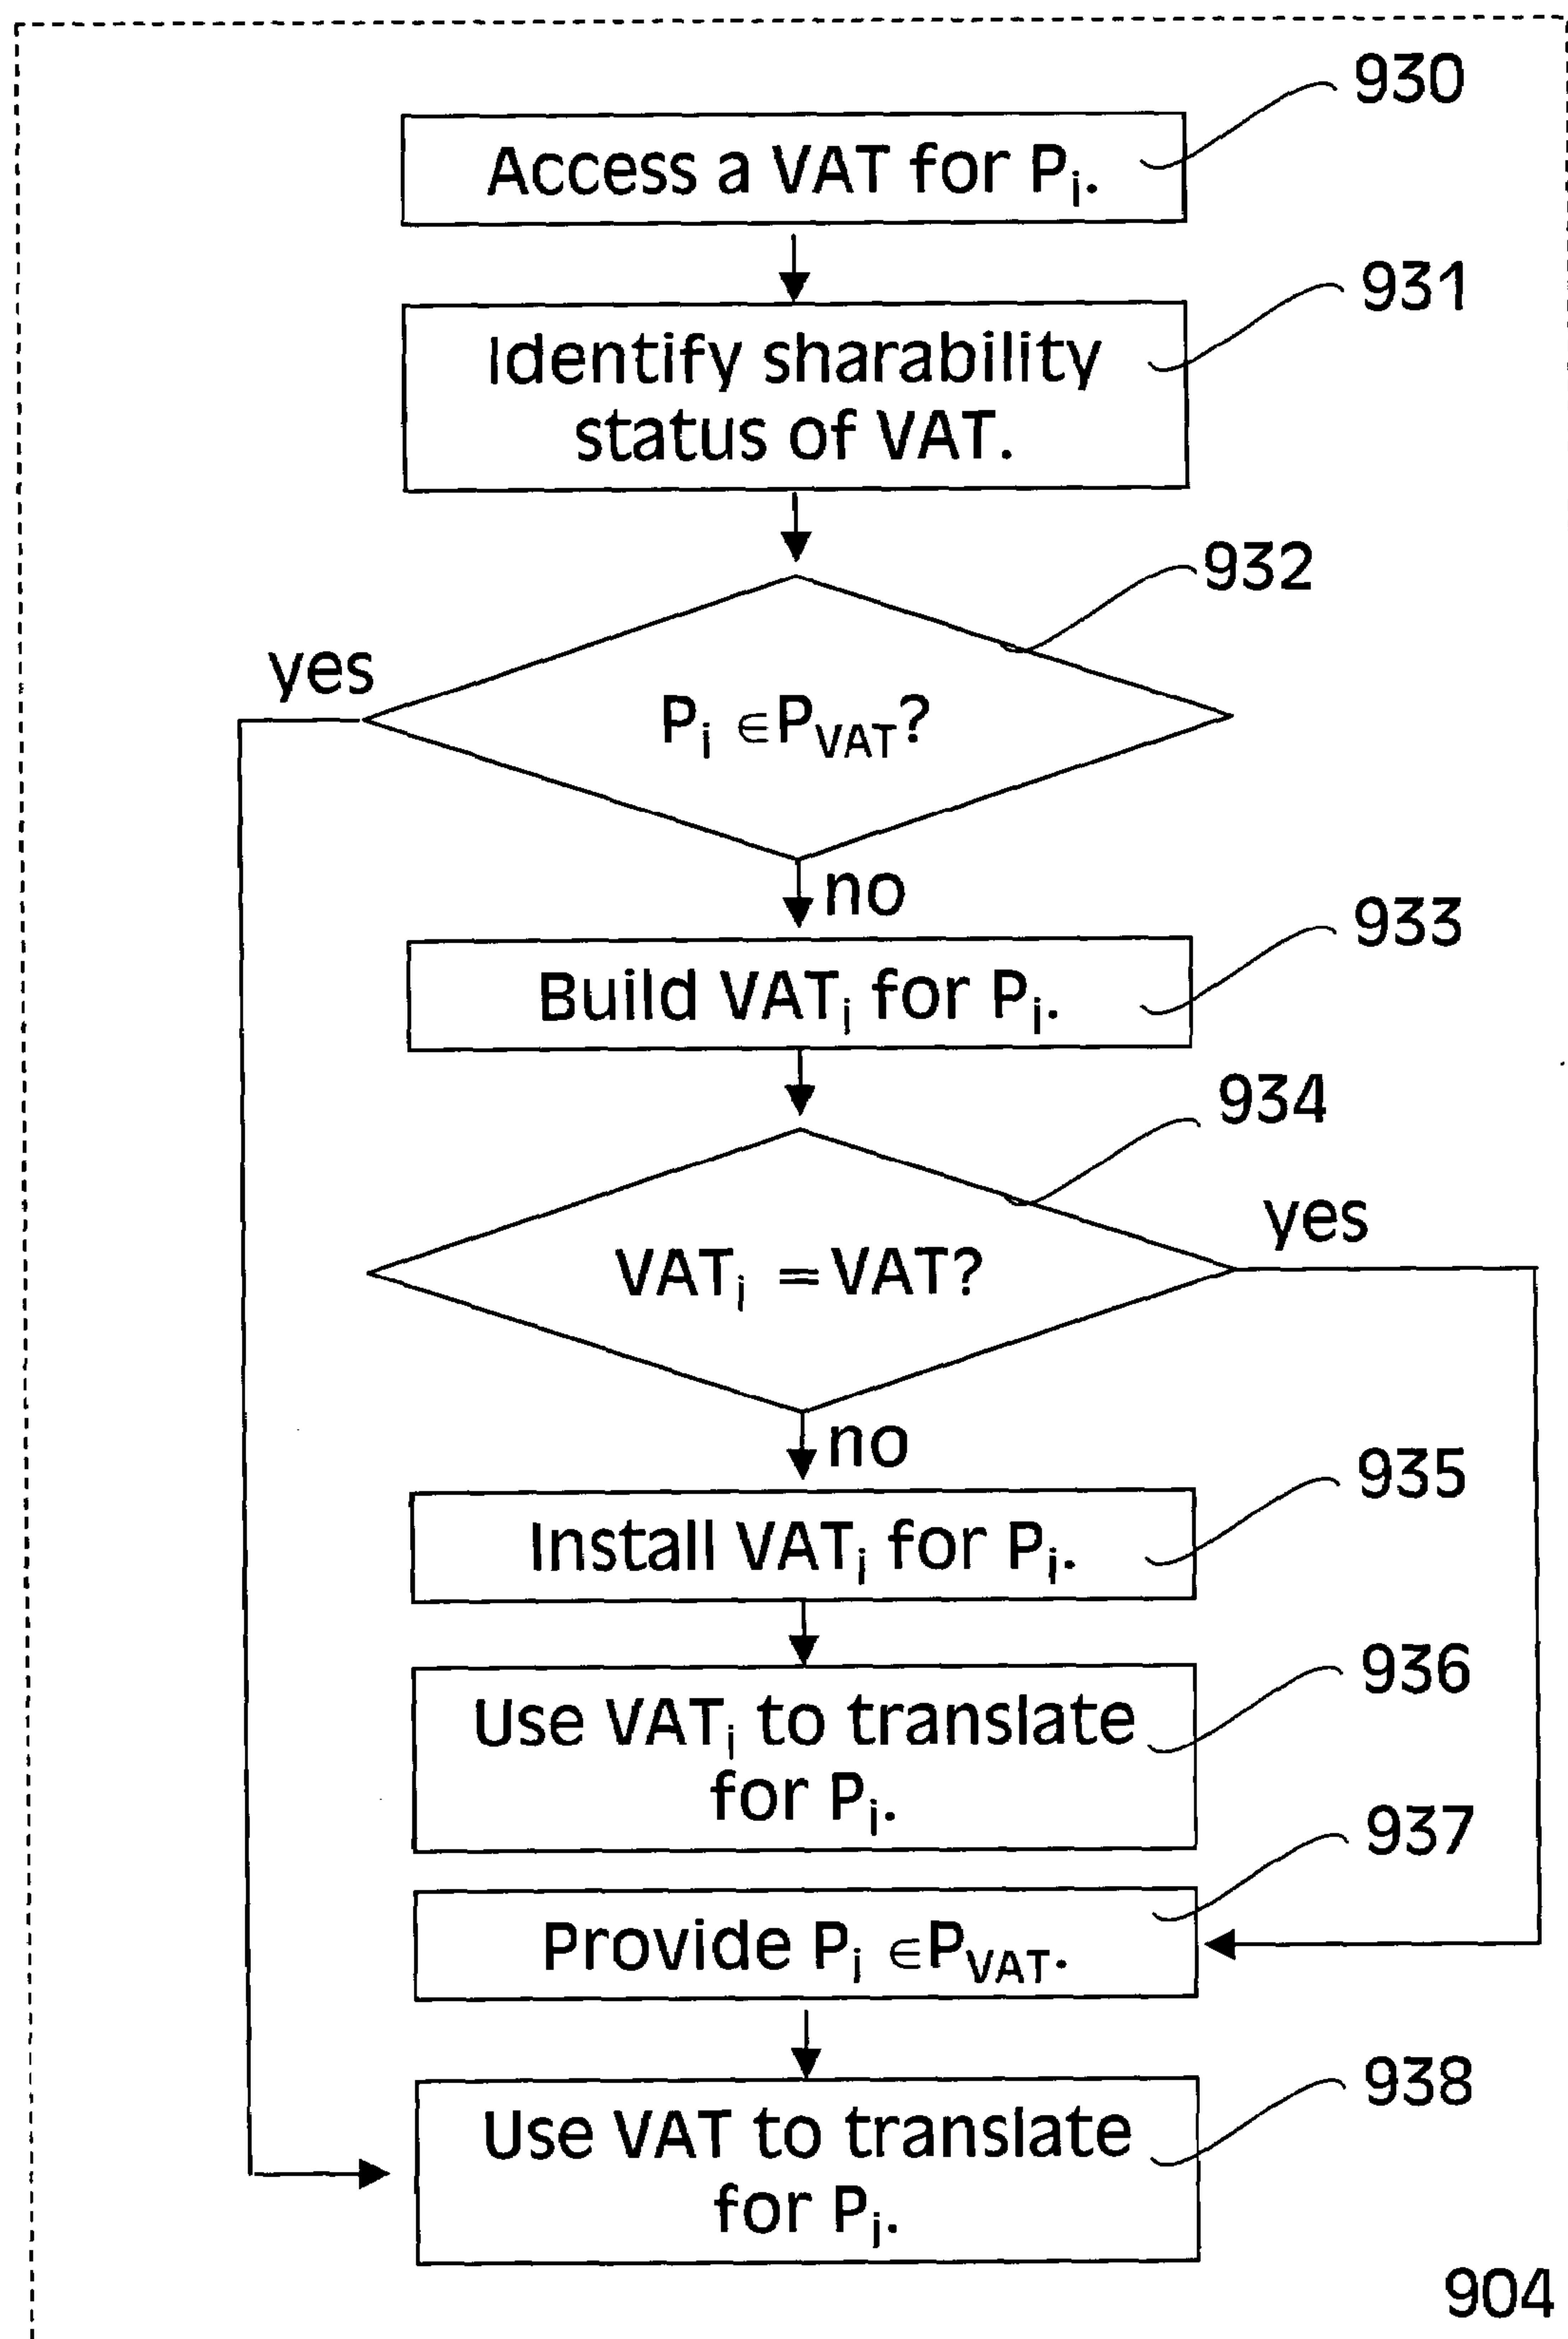 930
Access a VAT for Pᵢ.
931
Identify sharability
status of VAT.
932
yes
Pᵢ ∈P_VAT?
no
933
Build VATᵢ for Pᵢ.
934
yes
VATᵢ =VAT?
no
935
Install VATᵢ for Pᵢ.
936
Use VATᵢ to translate
for Pᵢ.
937
Provide Pᵢ ∈P_VAT.
938
Use VAT to translate
for Pᵢ.
904